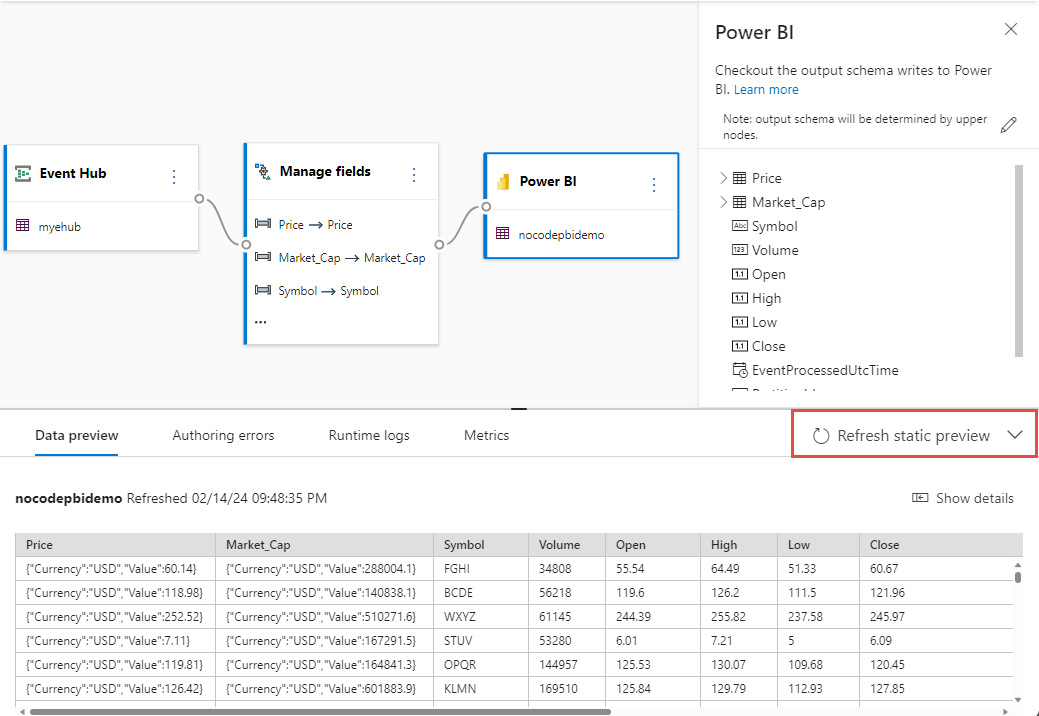 Event Hub
myehub
Manage fields
Price → Price
Market_Cap → Market_Cap
Symbol → Symbol
...
Power BI
nocodepbidemo
Power BI
Checkout the output schema writes to Power
BI. Learn more
Note: output schema will be determined by upper
nodes.
Price
Market_Cap
Abc Symbol
123 Volume
1.1 Open
1.1 High
1.1 Low
1.1 Close
EventProcessedUtcTime
Data preview Authoring errors Runtime logs Metrics Refresh static preview
nocodepbidemo Refreshed 02/14/24 09:48:35 PM Show details
Price Market_Cap Symbol Volume Open High Low Close
{"Currency":"USD","Value":60.14} {"Currency":"USD","Value":288004.1} FGHI 34808 55.54 64.49 51.33 60.67
{"Currency":"USD","Value":118.98} {"Currency":"USD","Value":140838.1} BCDE 56218 119.6 126.2 111.5 121.96
{"Currency":"USD","Value":252.52} {"Currency":"USD","Value":510271.6} WXYZ 61145 244.39 255.82 237.58 245.97
{"Currency":"USD","Value":7.11} {"Currency":"USD","Value":167291.5} STUV 53280 6.01 7.21 5 6.09
{"Currency":"USD","Value":119.81} {"Currency":"USD","Value":164841.3} OPQR 144957 125.53 130.07 109.68 120.45
{"Currency":"USD","Value":126.42} {"Currency":"USD","Value":601883.9} KLMN 169510 125.84 129.79 112.93 127.85